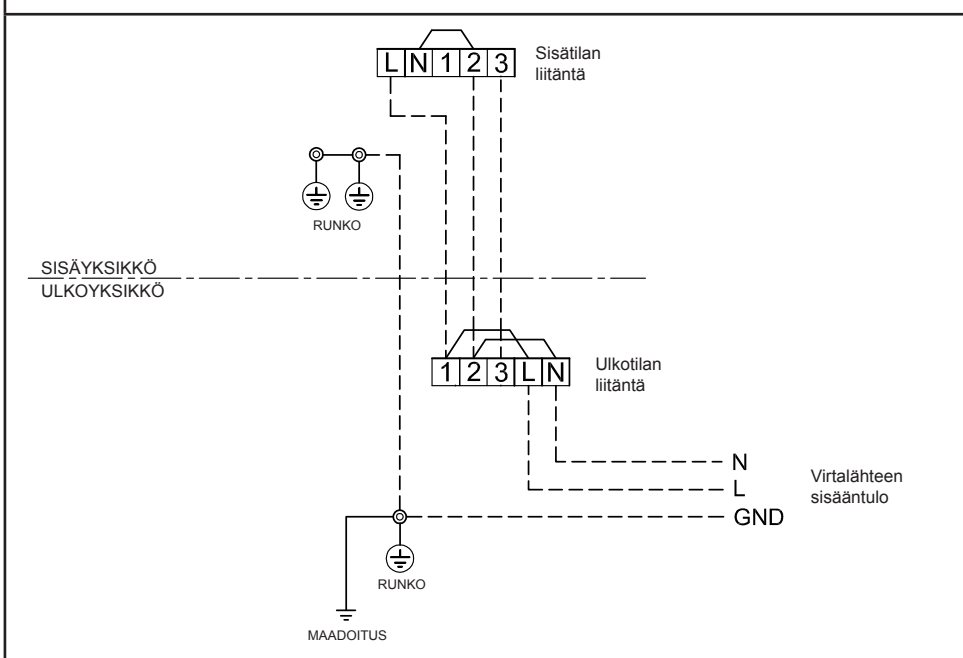 L N 1 2 3
Sisätilan
liitäntä
RUNKO
SISÄYKSIKKÖ
ULKOYKSIKKÖ
1 2 3 L N
Ulkotilan
liitäntä
N
L
GND
Virtalähteen
sisääntulo
RUNKO
MAADOITUS